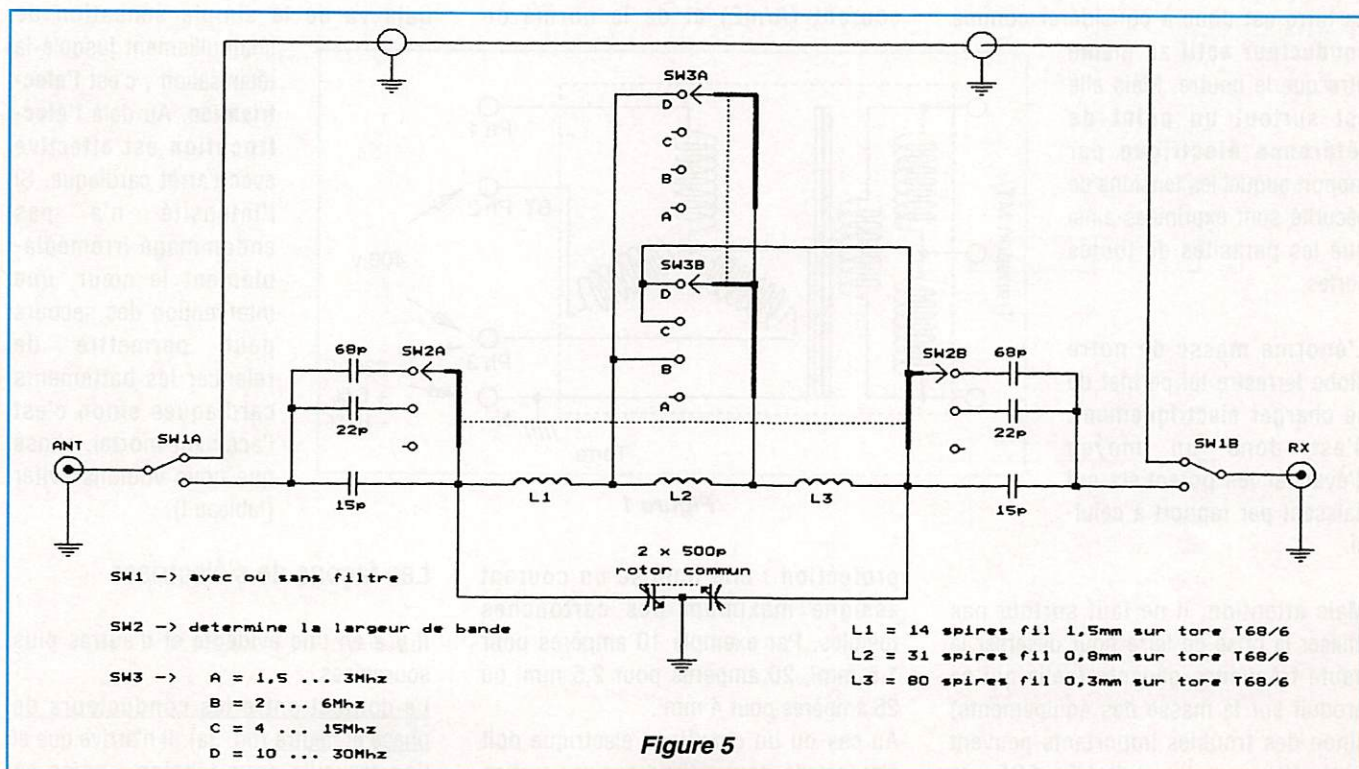 SW3A
D
C
B
A
SW3B
D
C
B
A
68p
SW2A
22p
15p
ANT
SW1A
L1
L2
L3
SW2B
68p
22p
15p
SW1B
RX
2 x 500p
rotor commun
SW1 -> avec ou sans filtre
SW2 -> determine la largeur de
SW3 -> A = 1,5 ... 3Mhz
B = 2 ... 6Mhz
C = 4 ... 15Mhz
D = 10 ... 30Mhz
L1 = 14 spires fil 1,5mm sur tore T68/6
L2 = 32 spires fil 0.8mm sur tore T68/6
L3 = 80 spires fil 0.3mm sur tore T68/6
Figure 5